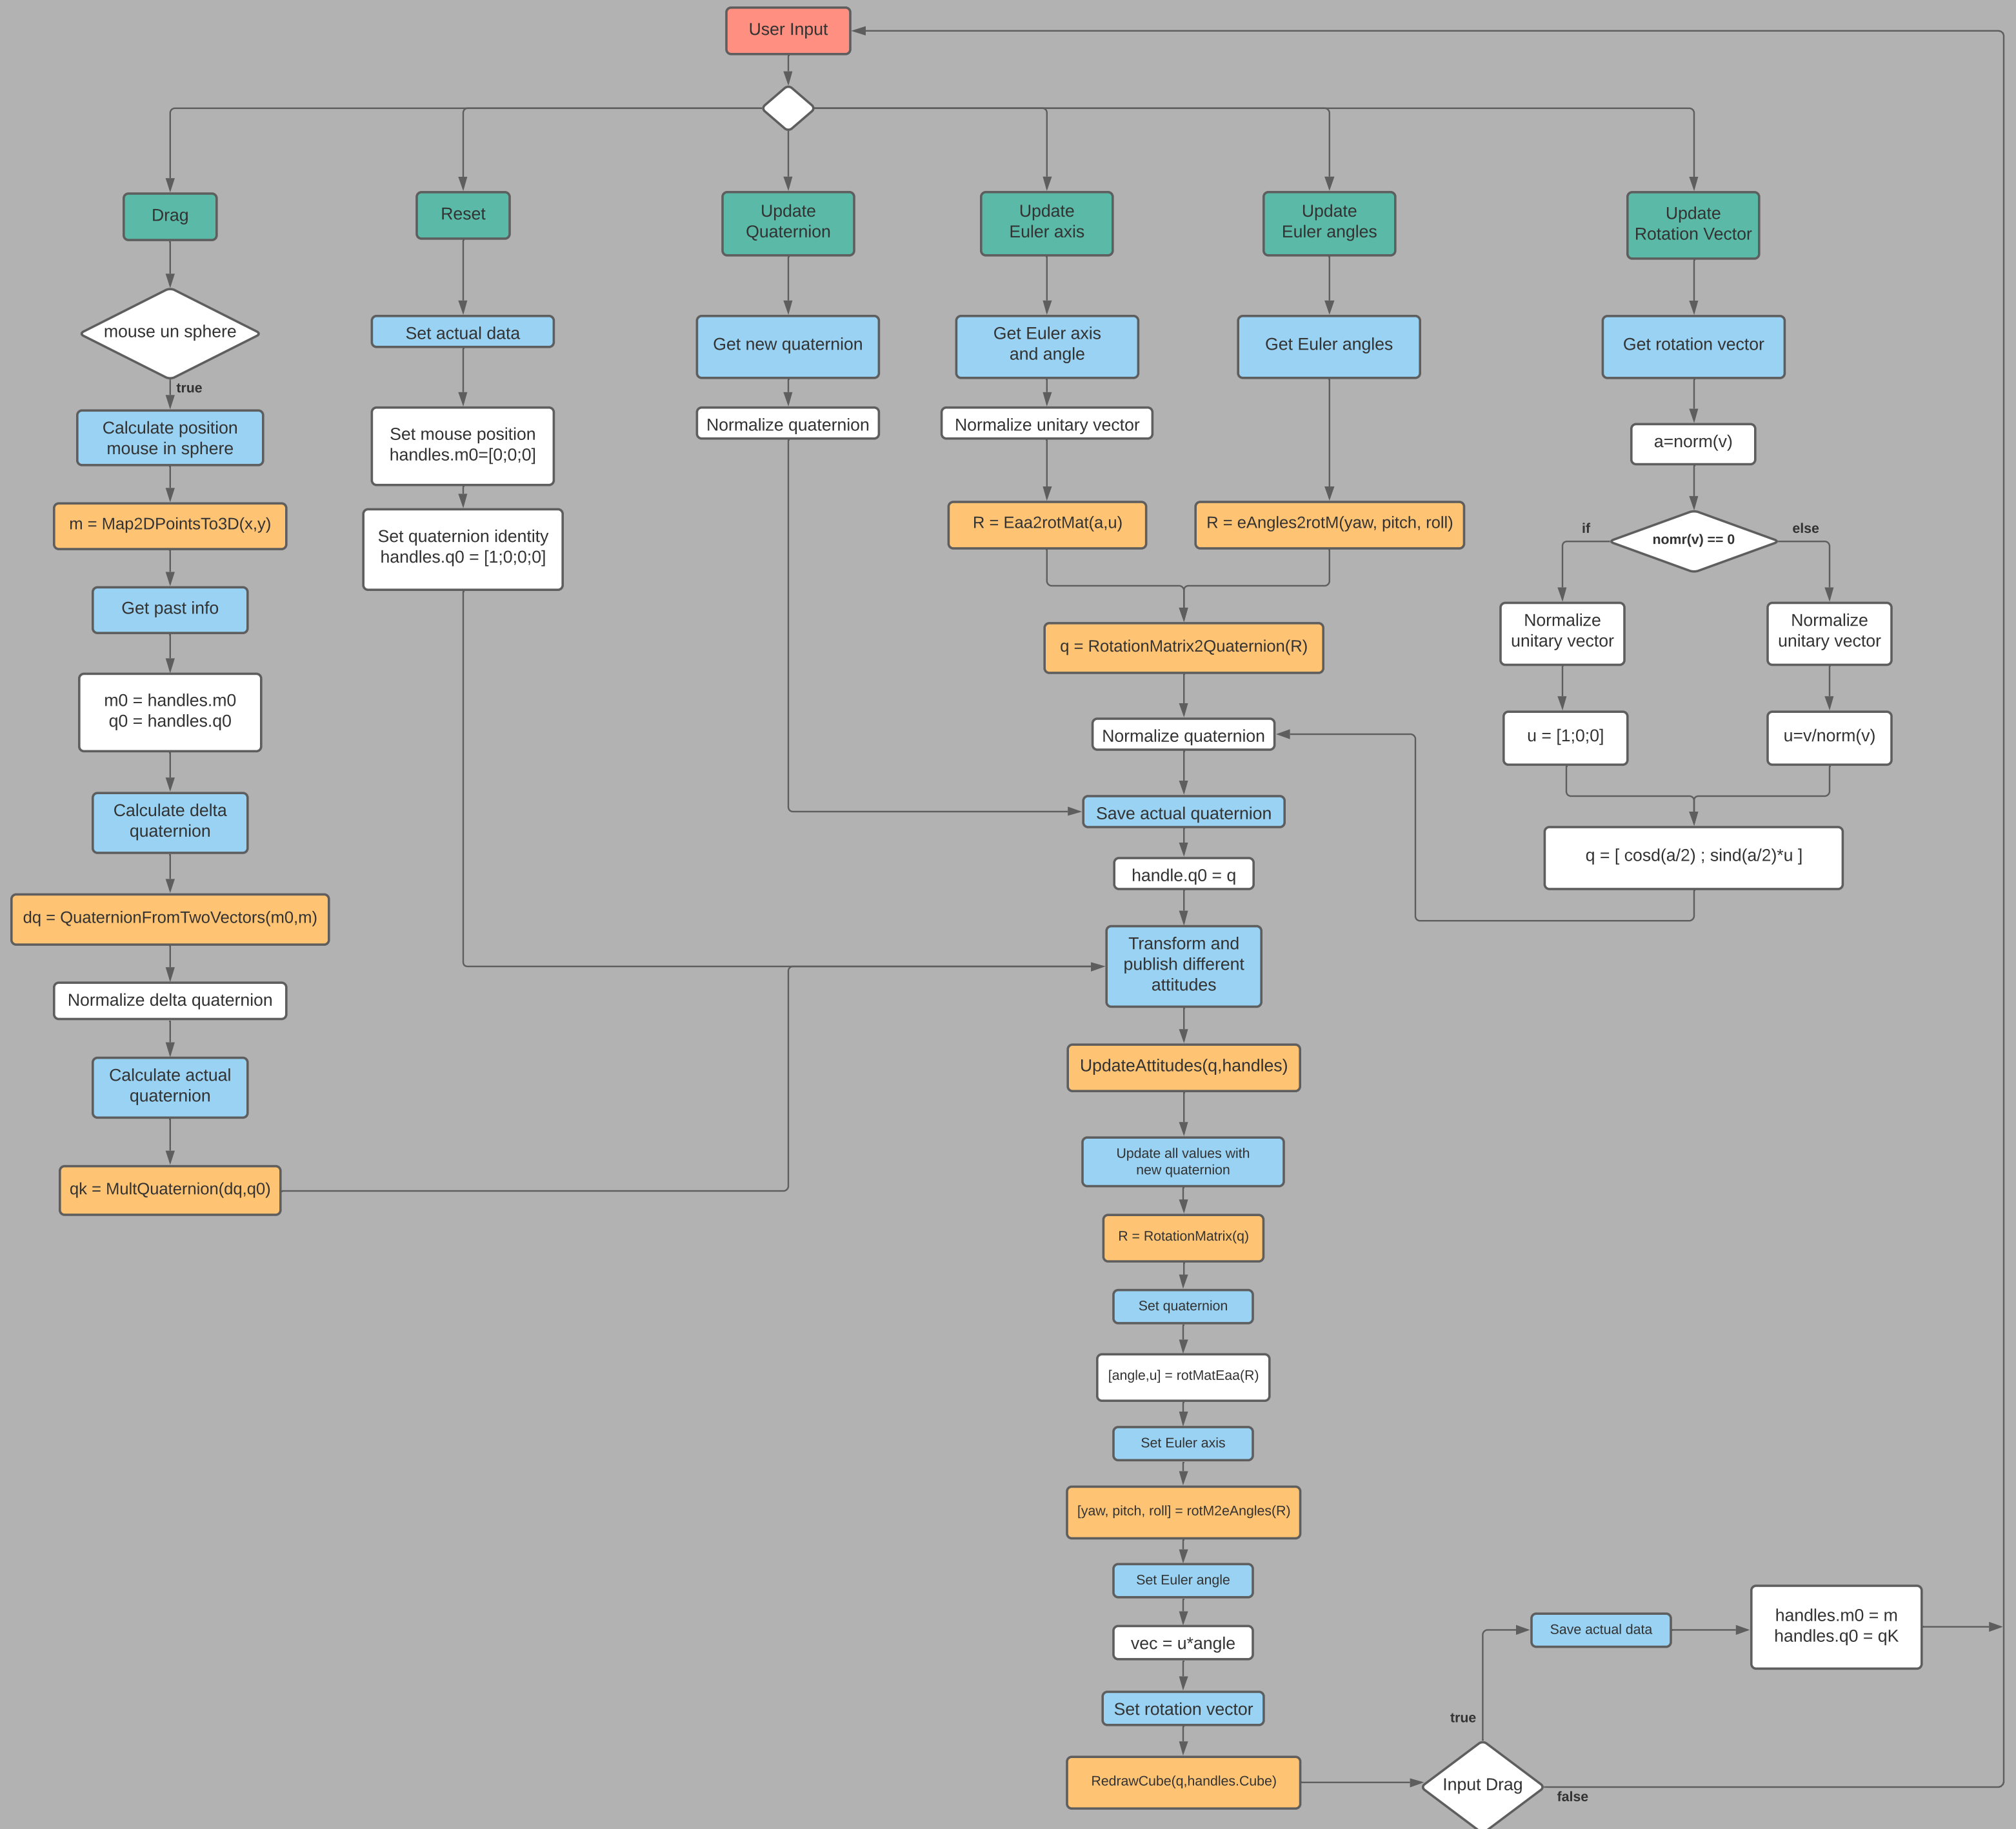 User Input
Drag
Reset
Update
Quaternion
Update
Euler axis
Update
Euler angles
Update
Rotation Vector
mouse un sphere
true
Calculate position
mouse in sphere
m = Map2DPointsTo3D(x,y)
Get past info
m0 = handles.m0
q0 = handles.q0
Calculate delta
quaternion
dq = QuaternionFromTwoVectors(m0,m)
Normalize delta quaternion
Calculate actual
quaternion
qk = MultQuaternion(dq,q0)
Set actual data
Set mouse position
handles.m0=[0;0;0]
Set quaternion identity
handles.q0 = [1;0;0;0]
Get new quaternion
Normalize quaternion
Get Euler axis
and angle
Normalize unitary vector
R = Eaa2rotMat(a,u)
Get Euler angles
R = eAngles2rotM(yaw, pitch, roll)
q = RotationMatrix2Quaternion(R)
Normalize quaternion
Save actual quaternion
handle.q0 = q
Transform and
publish different
attitudes
UpdateAttitudes(q,handles)
Update all values with
new quaternion
R = RotationMatrix(q)
Set quaternion
[angle,u] = rotMatEaa(R)
Set Euler axis
[yaw, pitch, roll] = rotM2eAngles(R)
Set Euler angle
vec = u*angle
Set rotation vector
RedrawCube(q,handles.Cube)
Get rotation vector
a=norm(v)
if
nomr(v) == 0
else
Normalize
unitary vector
Normalize
unitary vector
u = [1;0;0]
u=v/norm(v)
q = [ cosd(a/2) ; sind(a/2)*u ]
Input Drag
true
false
Save actual data
handles.m0 = m
handles.q0 = qK